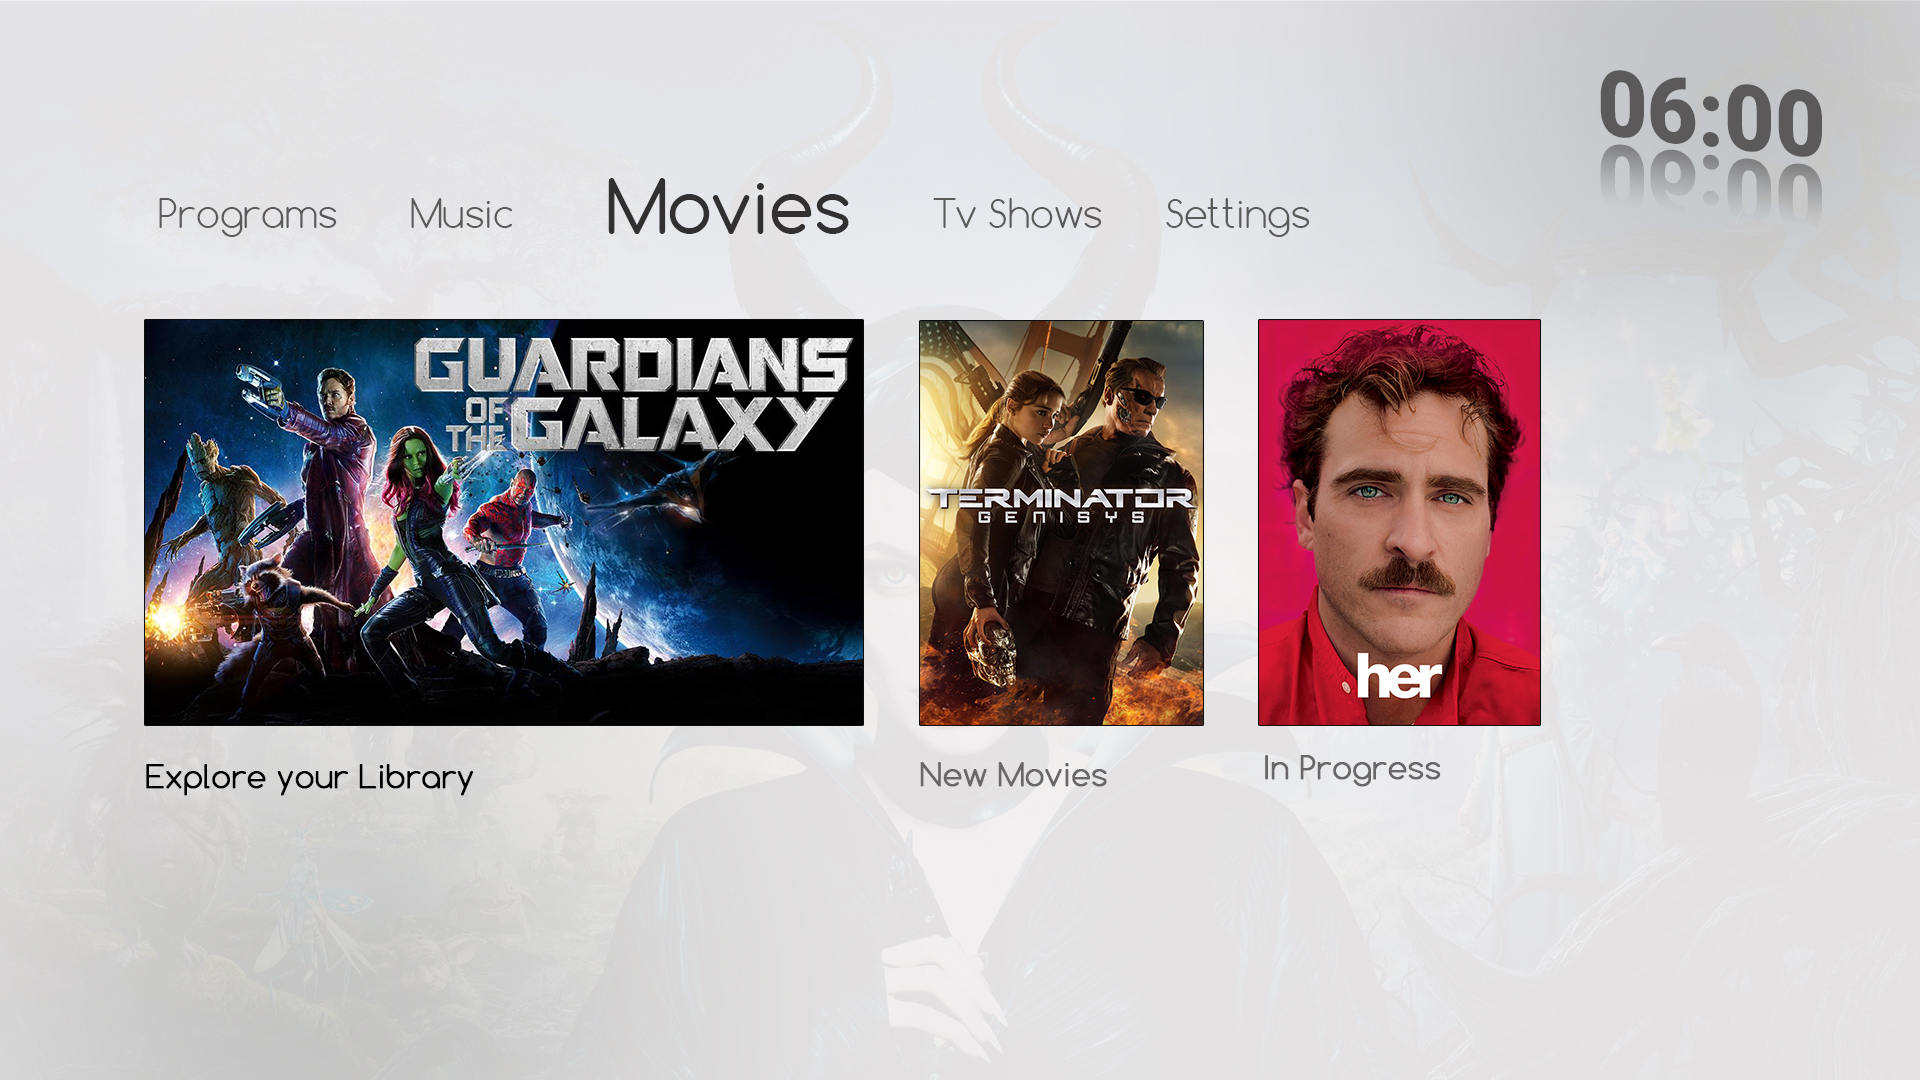 06:00
Programs Music Movies Tv Shows Settings
GUARDIANS
OF THE GALAXY
TERMINATOR
GENISYS
her
Explore your Library
New Movies
In Progress